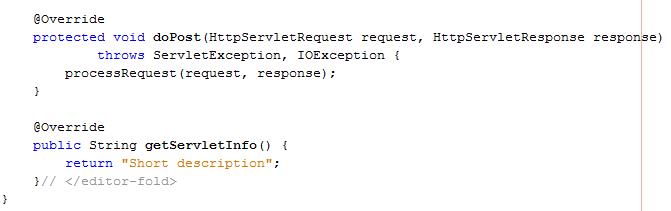 @Override
protected void doPost(HttpServletRequest request, HttpServletResponse response)
throws ServletException, IOException {
processRequest(request, response);
}
@Override
public String getServletInfo() {
return "Short description";
}// </editor-fold>
}